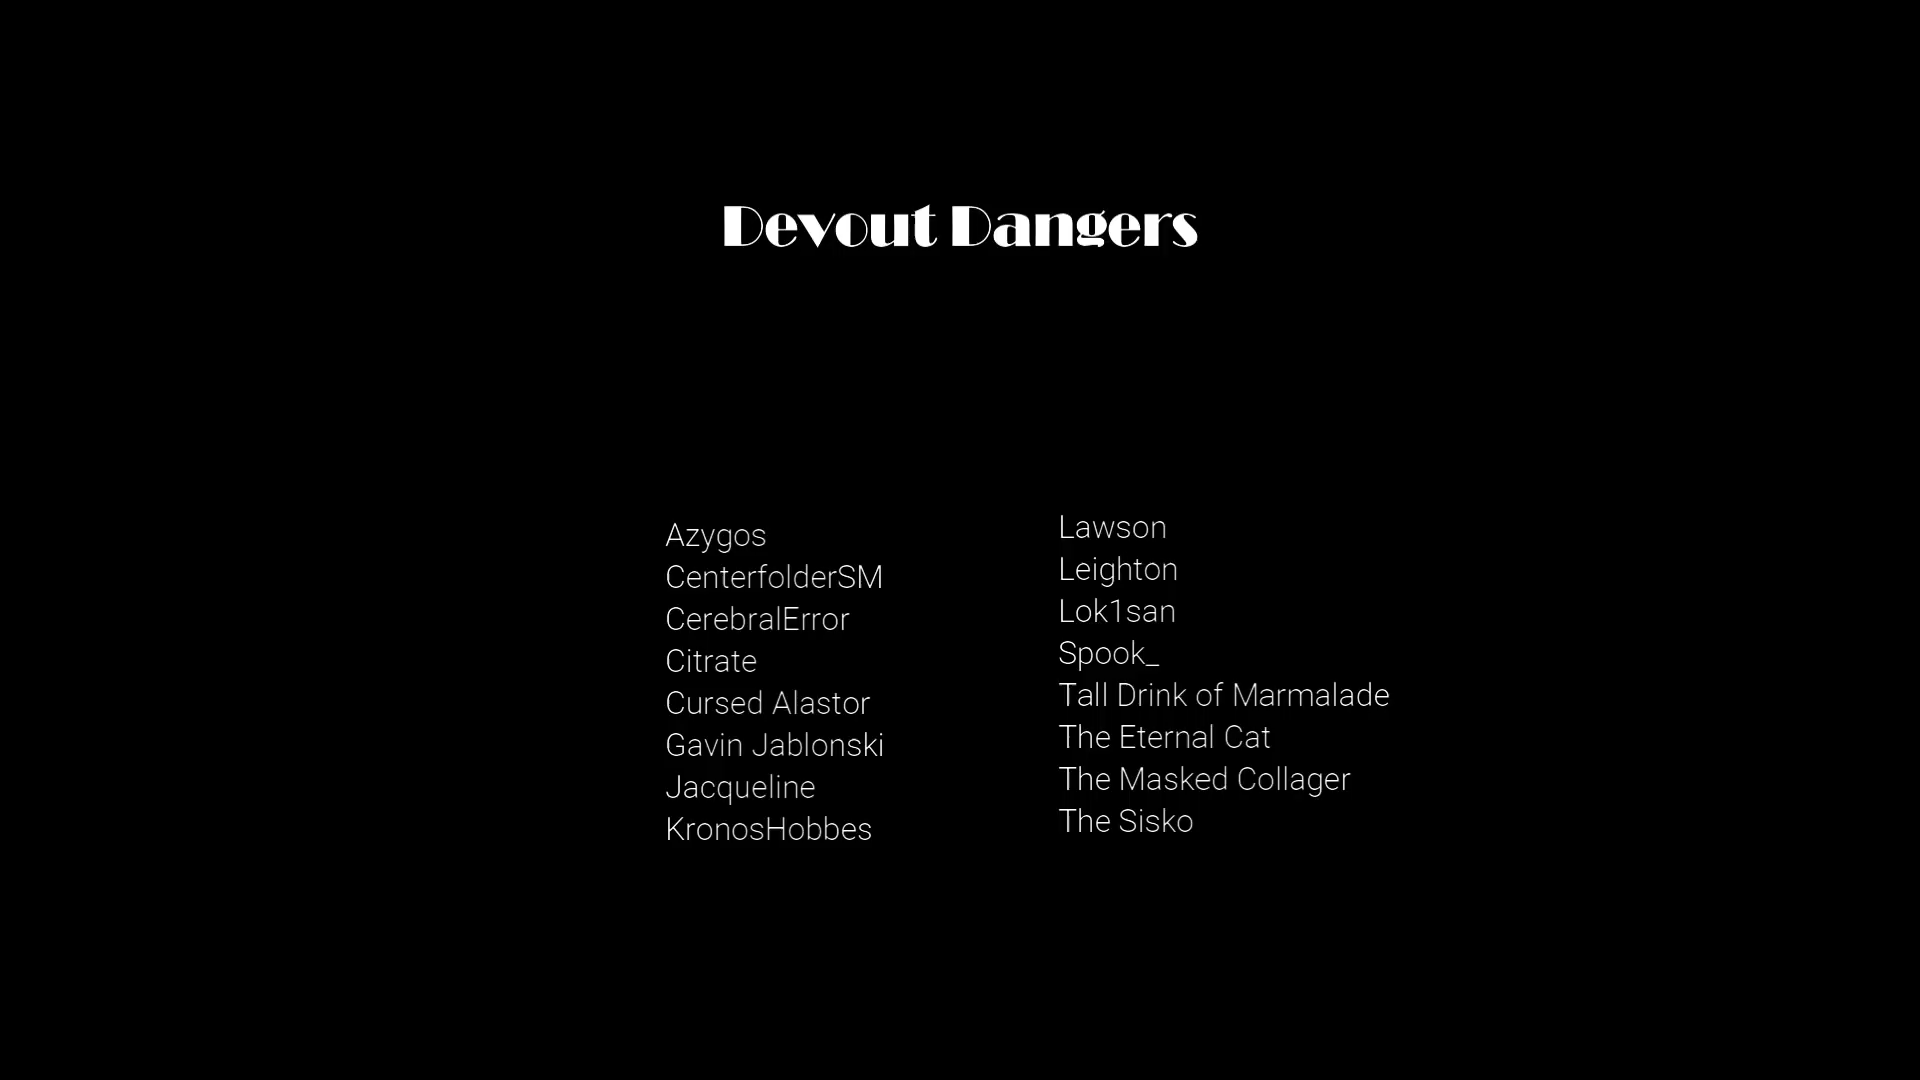 Devout Dangers
Azygos
CenterfolderSM
CerebralError
Citrate
Cursed Alastor
Gavin Jablonski
Jacqueline
KronosHobbes
Lawson
Leighton
Lok1san
Spook_
Tall Drink of Marmalade
The Eternal Cat
The Masked Collager
The Sisko